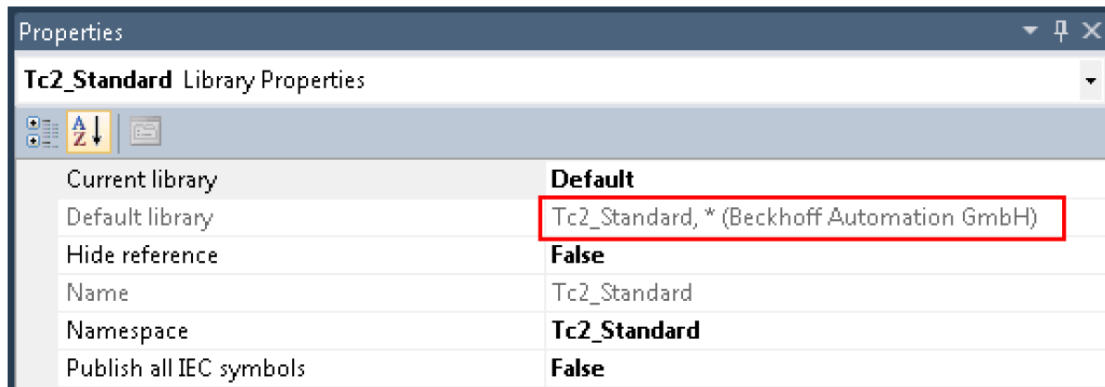 Properties
Tc2_Standard Library Properties
Current library Default
Default library Tc2_Standard, * (Beckhoff Automation GmbH)
Hide reference False
Name Tc2_Standard
Namespace Tc2_Standard
Publish all IEC symbols False